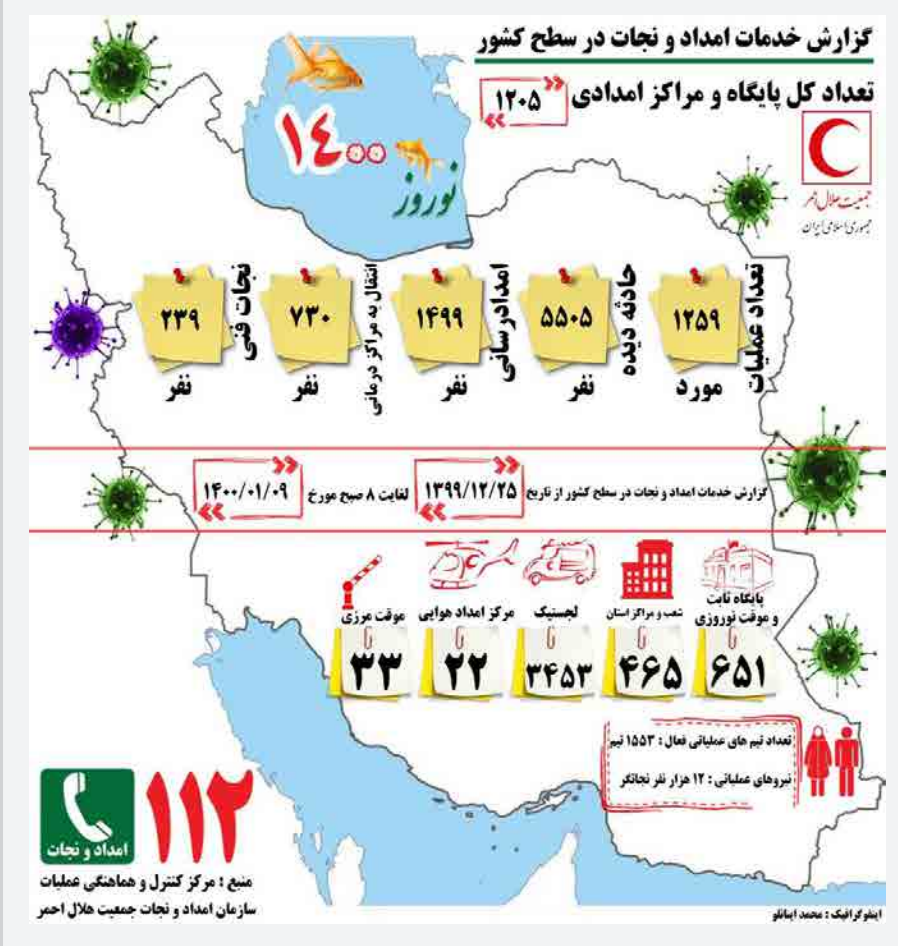 گزارش خدمات امداد و نجات در سطح کشور
تعداد کل پایگاه و مراکز امدادی ۱۲۰۵
جمعیت هلال احمر
جمهوری اسلامی ایران
۱۴۰۰
نوروز
تعداد عملیات
۱۲۵۹
مورد
حادثه دیده
۵۵۰۵
نفر
امدادرسانی
۱۴۹۹
نفر
انتقال به مراکز درمانی
۷۳۰
نفر
نجات فنی
۲۳۹
نفر
گزارش خدمات امداد و نجات در سطح کشور از تاریخ ۱۳۹۹/۱۲/۲۵ لغایت ۸ صبح مورخ ۱۴۰۰/۰۱/۰۹
پایگاه ثابت
و موقت نوروزی
۶۵۱
شعب و مراکز استان
۴۶۵
لجستیک
۳۴۵۳
مرکز امداد هوایی
۲۲
موقت مرزی
۳۳
تعداد تیم های عملیاتی فعال : ۱۵۵۳ تیم
نیروهای عملیاتی : ۱۲ هزار نفر نجاتگر
۱۱۲
امداد و نجات
منبع : مرکز کنترل و هماهنگی عملیات
سازمان امداد و نجات جمعیت هلال احمر
اینفوگرافیک : محمد اینانلو